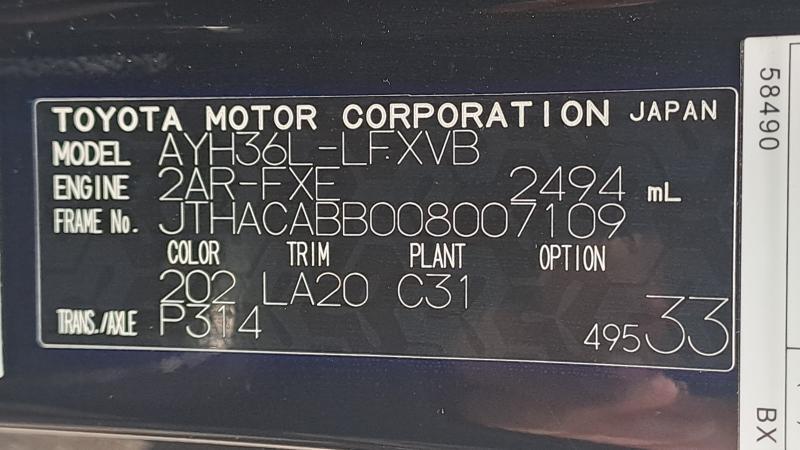 TOYOTA MOTOR CORPORATION JAPAN
MODEL AYH36L-LFXVB
ENGINE 2AR-FXE 2494 mL
FRAME No. JTHACABB008007109
COLOR TRIM PLANT OPTION
202 LA20 C31
TRANS./AXLE P314
49533
58490
BX